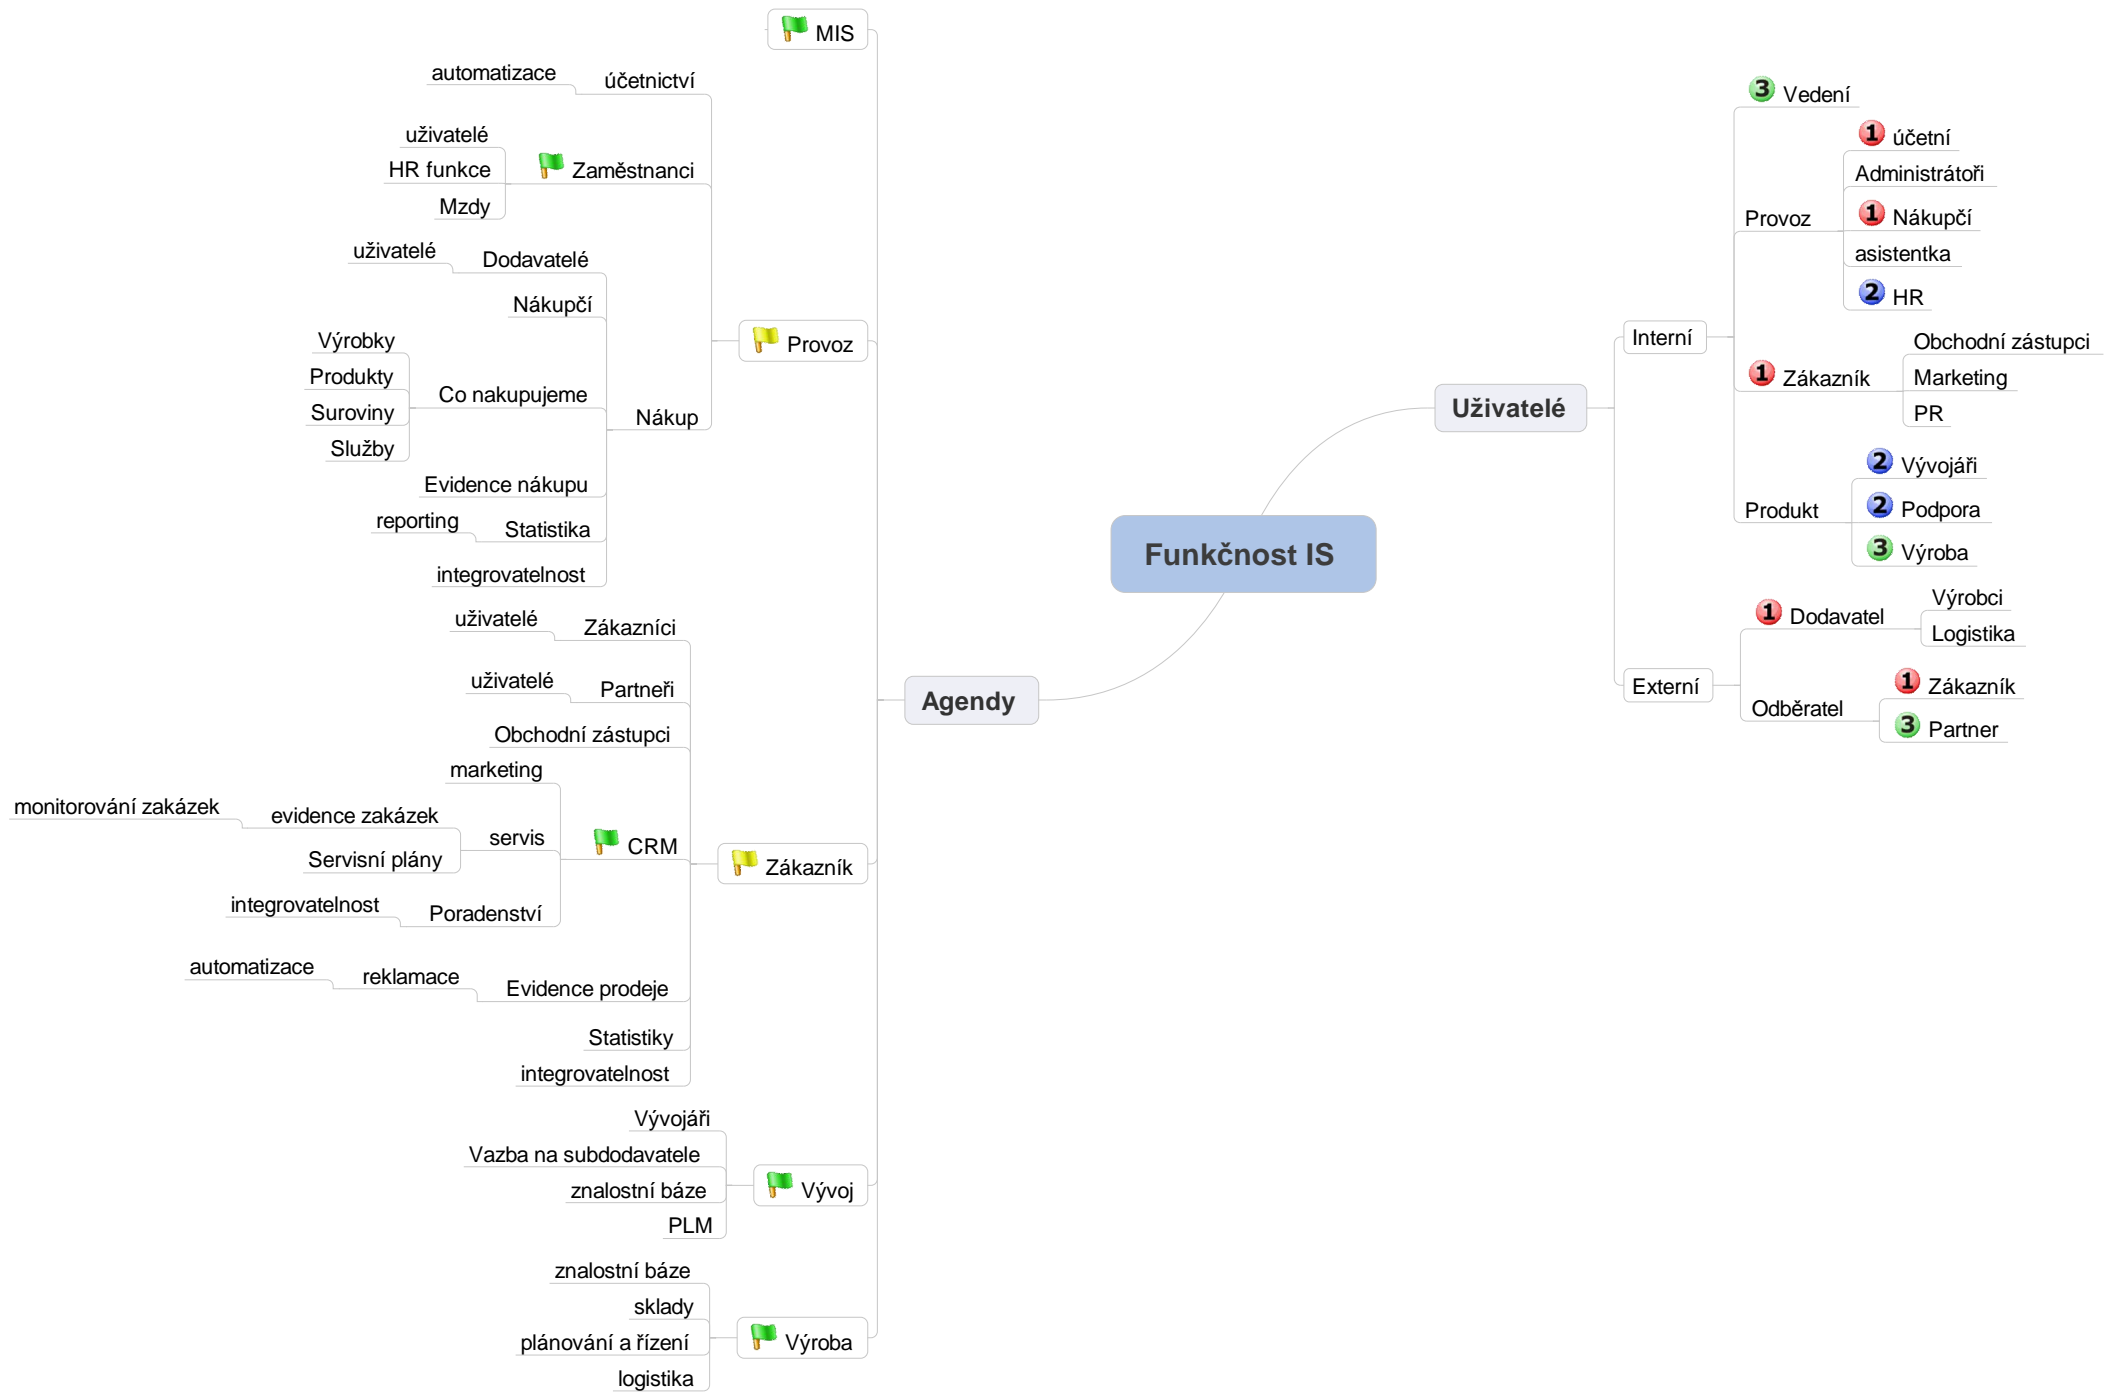 Funkčnost IS
Uživatelé
Interní
3 Vedení
Provoz
1 účetní
Administrátoři
1 Nákupčí
asistentka
2 HR
1 Zákazník
Obchodní zástupci
Marketing
PR
Produkt
2 Vývojáři
2 Podpora
3 Výroba
Externí
1 Dodavatel
Výrobci
Logistika
Odběratel
1 Zákazník
3 Partner
Agendy
MIS
Provoz
účetnictví
automatizace
Zaměstnanci
uživatelé
HR funkce
Mzdy
Nákup
Dodavatelé
uživatelé
Nákupčí
Co nakupujeme
Výrobky
Produkty
Suroviny
Služby
Evidence nákupu
Statistika
reporting
integrovatelnost
Zákazník
Zákazníci
uživatelé
Partneři
uživatelé
Obchodní zástupci
CRM
marketing
servis
evidence zakázek
monitorování zakázek
Servisní plány
Poradenství
integrovatelnost
Evidence prodeje
reklamace
automatizace
Statistiky
integrovatelnost
Vývoj
Vývojáři
Vazba na subdodavatele
znalostní báze
PLM
Výroba
znalostní báze
sklady
plánování a řízení
logistika